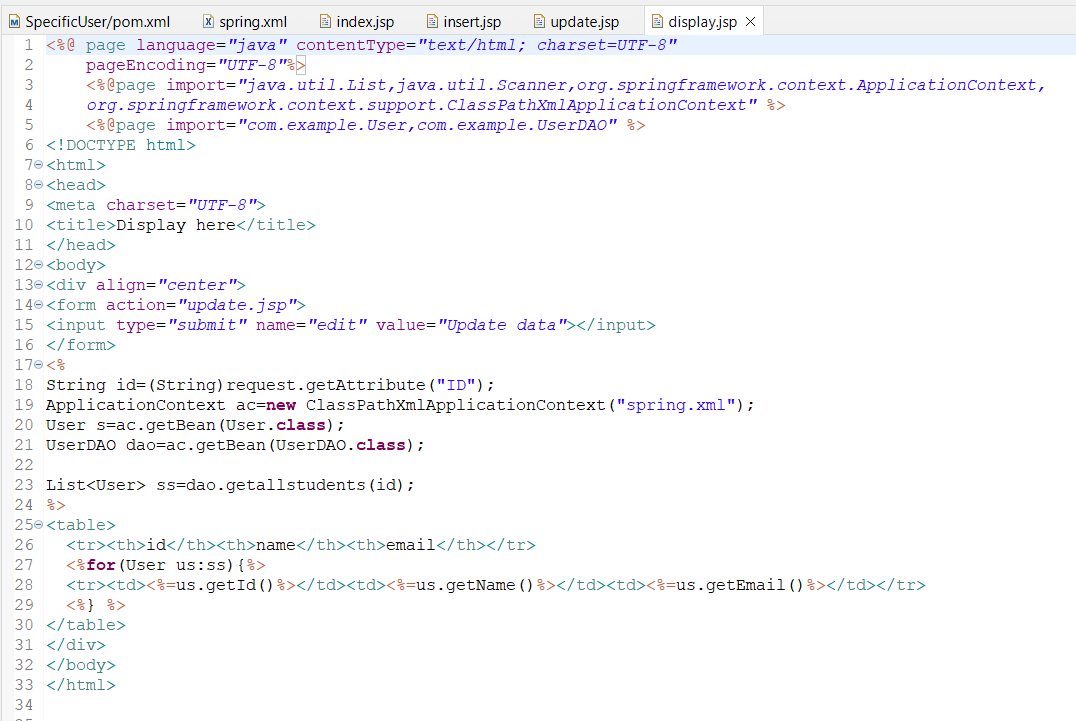 SpecificUser/pom.xml spring.xml index.jsp insert.jsp update.jsp display.jsp
1 <%@ page language="java" contentType="text/html; charset=UTF-8"
2     pageEncoding="UTF-8"%>
3     <%@page import="java.util.List,java.util.Scanner,org.springframework.context.ApplicationContext,
4     org.springframework.context.support.ClassPathXmlApplicationContext" %>
5     <%@page import="com.example.User,com.example.UserDAO" %>
6 <!DOCTYPE html>
7 <html>
8 <head>
9 <meta charset="UTF-8">
10 <title>Display here</title>
11 </head>
12 <body>
13 <div align="center">
14 <form action="update.jsp">
15 <input type="submit" name="edit" value="Update data"></input>
16 </form>
17 <%
18 String id=(String)request.getAttribute("ID");
19 ApplicationContext ac=new ClassPathXmlApplicationContext("spring.xml");
20 User s=ac.getBean(User.class);
21 UserDAO dao=ac.getBean(UserDAO.class);
22
23 List<User> ss=dao.getallstudents(id);
24 %>
25 <table>
26   <tr><th>id</th><th>name</th><th>email</th></tr>
27   <%for(User us:ss){%>
28   <tr><td><%=us.getId()%></td><td><%=us.getName()%></td><td><%=us.getEmail()%></td></tr>
29   <%} %>
30 </table>
31 </div>
32 </body>
33 </html>
34